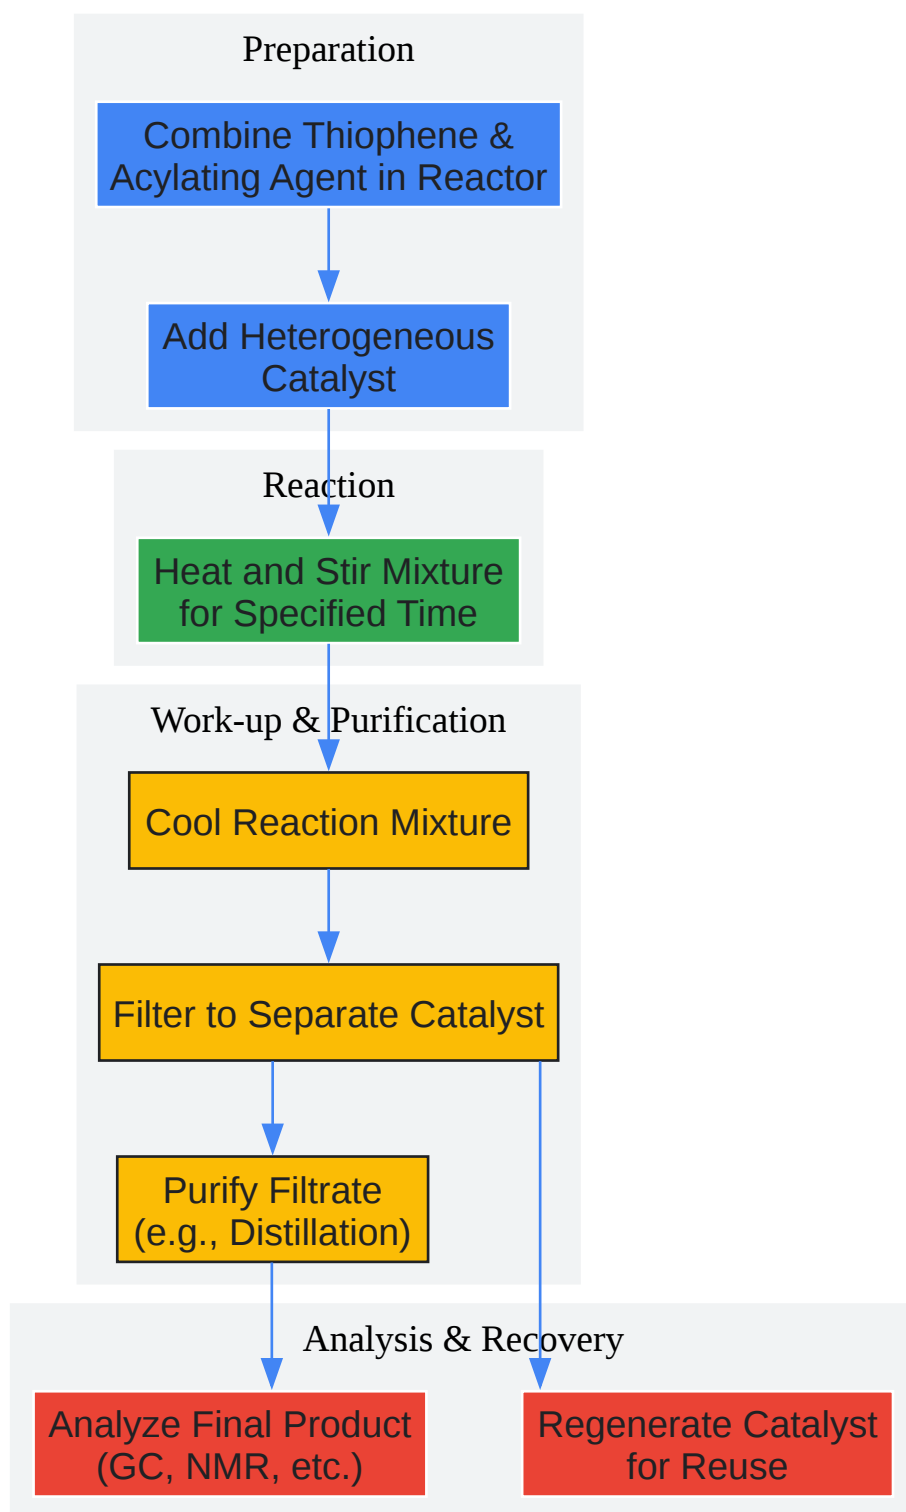 Preparation
Combine Thiophene &
Acylating Agent in Reactor
Add Heterogeneous
Catalyst
Reaction
Heat and Stir Mixture
for Specified Time
Work-up & Purification
Cool Reaction Mixture
Filter to Separate Catalyst
Purify Filtrate
(e.g., Distillation)
Analysis & Recovery
Analyze Final Product
(GC, NMR, etc.)
Regenerate Catalyst
for Reuse